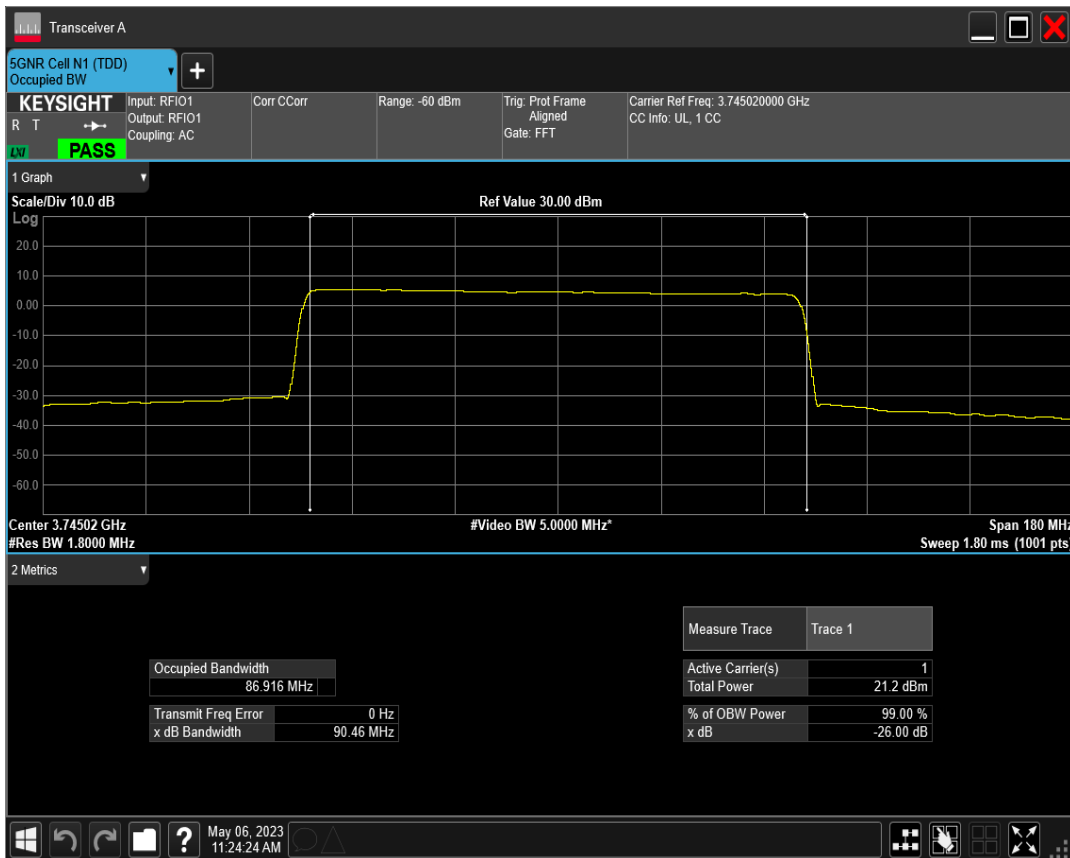 Transceiver A
5GNR Cell N1 (TDD)
Occupied BW
KEYSIGHT
R T
LXI
PASS
Input: RFIO1
Output: RFIO1
Coupling: AC
Corr CCorr
Range: -60 dBm
Trig: Prot Frame
Aligned
Gate: FFT
Carrier Ref Freq: 3.745020000 GHz
CC Info: UL, 1 CC
1 Graph
Scale/Div 10.0 dB
Ref Value 30.00 dBm
Log
20.0
10.0
0.00
-10.0
-20.0
-30.0
-40.0
-50.0
-60.0
Center 3.74502 GHz
#Video BW 5.0000 MHz*
Span 180 MHz
#Res BW 1.8000 MHz
Sweep 1.80 ms (1001 pts)
2 Metrics
Measure Trace Trace 1
Occupied Bandwidth
86.916 MHz
Active Carrier(s) 1
Total Power 21.2 dBm
Transmit Freq Error 0 Hz
x dB Bandwidth 90.46 MHz
% of OBW Power 99.00 %
x dB -26.00 dB
?
May 06, 2023
11:24:24 AM